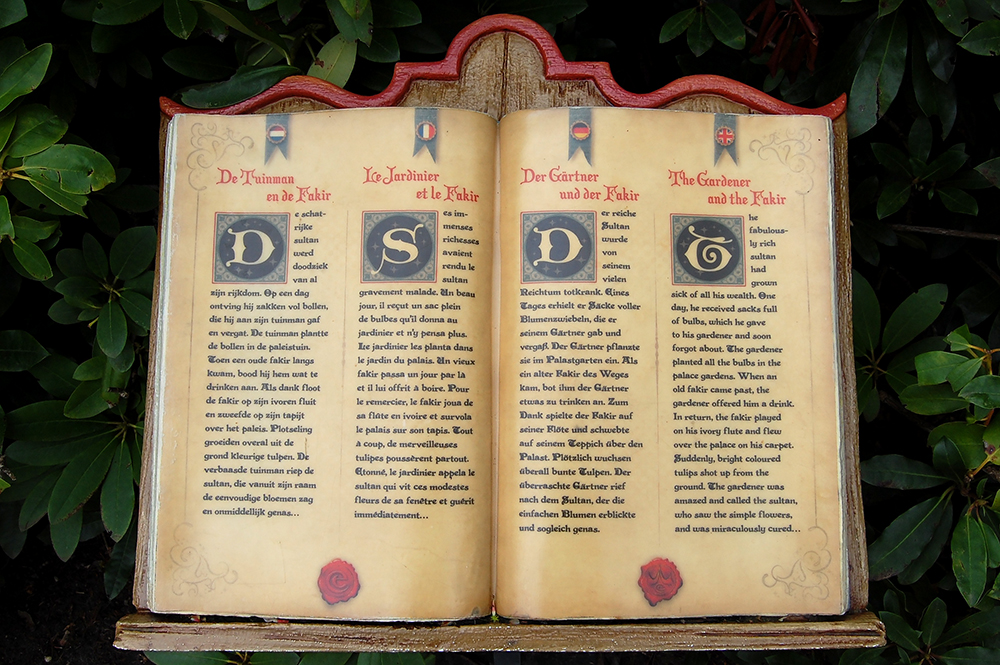 De Tuinman
en de Fakir
De schat-
rijke
sultan
werd
doodziek
van al
zijn rijkdom. Op een dag
ontving hij zakken vol bollen,
die hij aan zijn tuinman gaf
en vergat. De tuinman plantte
de bollen in de paleistuin.
Toen een oude fakir langs
kwam, bood hij hem wat te
drinken aan. Als dank floot
de fakir op zijn ivoren fluit
en zweefde op zijn tapijt
over het paleis. Plotseling
groeiden overal uit de
grond kleurige tulpen. De
verbaasde tuinman riep de
sultan, die vanuit zijn raam
de eenvoudige bloemen zag
en onmiddellijk genas...
Le Jardinier
et le Fakir
Ses im-
menses
richesses
avaient
rendu le
sultan
gravement malade. Un beau
jour, il reçut un sac plein
de bulbes qu'il donna au
jardinier et n'y pensa plus.
Le jardinier les planta dans
le jardin du palais. Un vieux
fakir passa un jour par là
et il lui offrit à boire. Pour
le remercier, le fakir joua de
sa flûte en ivoire et survola
le palais sur son tapis. Tout
à coup, de merveilleuses
tulipes poussèrent partout.
Etonné, le jardinier appela le
sultan qui vit ces modestes
fleurs de sa fenêtre et guérit
immédiatement...
Der Gärtner
und der Fakir
Der reiche
Sultan
wurde
von
seinem
vielen
Reichtum totkrank. Eines
Tages erhielt er Säcke voller
Blumenzwiebeln, die er
seinem Gärtner gab und
vergaß. Der Gärtner pflanzte
sie im Palastgarten ein. Als
ein alter Fakir des Weges
kam, bot ihm der Gärtner
etwas zu trinken an. Zum
Dank spielte der Fakir auf
seiner Flöte und schwebte
auf seinem Teppich über den
Palast. Plötzlich wuchsen
überall bunte Tulpen. Der
überraschte Gärtner rief
nach dem Sultan, der die
einfachen Blumen erblickte
und sogleich genas.
The Gardener
and the Fakir
The
fabulous-
ly rich
sultan
had
grown
sick of all his wealth. One
day, he received sacks full
of bulbs, which he gave
to his gardener and soon
forgot about. The gardener
planted all the bulbs in the
palace gardens. When an
old fakir came past, the
gardener offered him a drink.
In return, the fakir played
on his ivory flute and flew
over the palace on his carpet.
Suddenly, bright coloured
tulips shot up from the
ground. The gardener was
amazed and called the sultan,
who saw the simple flowers,
and was miraculously cured...